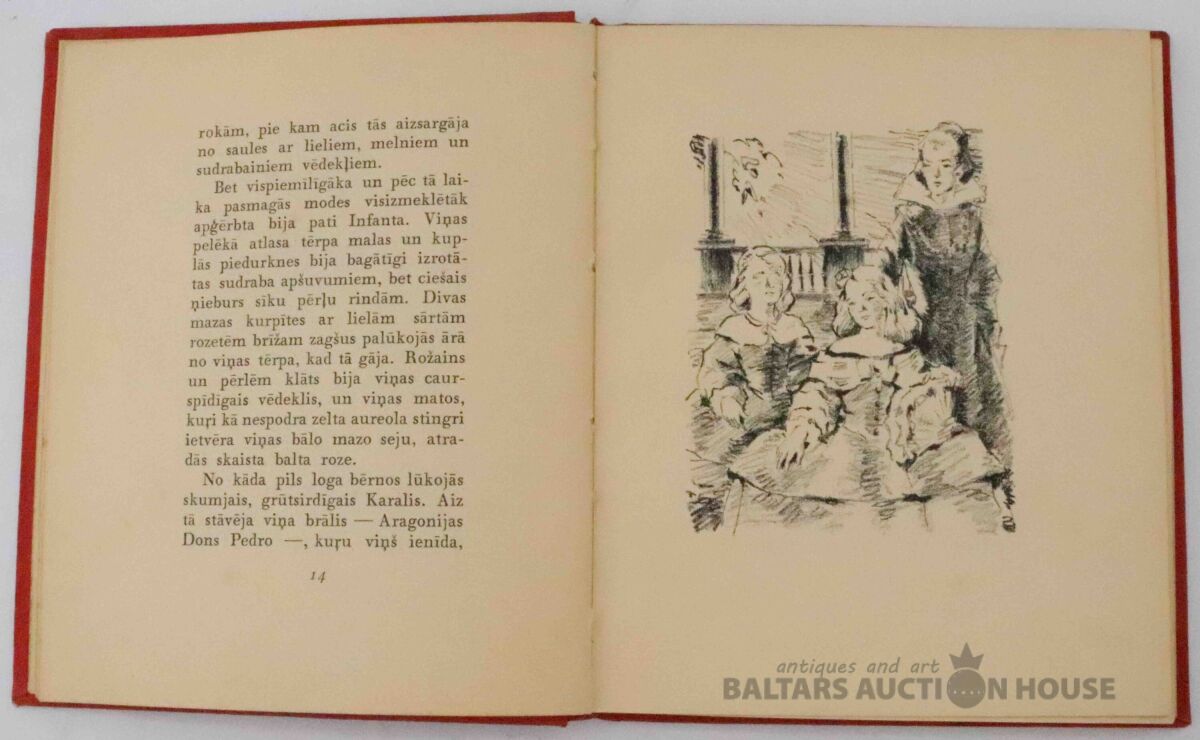 rokām, pie kam acis tās aizsargāja
no saules ar lieliem, melniem un
sudrabainiem vēdekļiem.
Bet vispiemīlīgāka un pēc tā lai-
ka pasmagās modes visizmeklētāk
apģērbta bija pati Infanta. Viņas
pelēkā atlasa tērpa malas un kup-
lās piedurknes bija bagātīgi izrotā-
tas sudraba apšuvumiem, bet ciešais
ņieburs sīku pērļu rindām. Divas
mazas kurpītes ar lielām sārtām
rozetēm brīžam zagšus palūkojās ārā
no viņas tērpa, kad tā gāja. Rožains
un pērlēm klāts bija viņas caur-
spīdīgais vēdeklis, un viņas matos,
kuŗi kā nespodra zelta aureola stingri
ietvēra viņas bālo mazo seju, atra-
dās skaista balta roze.
No kāda pils loga bērnos lūkojās
skumjais, grūtsirdīgais Karalis. Aiz
tā stāvēja viņa brālis — Aragonijas
Dons Pedro —, kuŗu viņš ienīda,
14
antiques and art
BALTARS AUCTION HOUSE